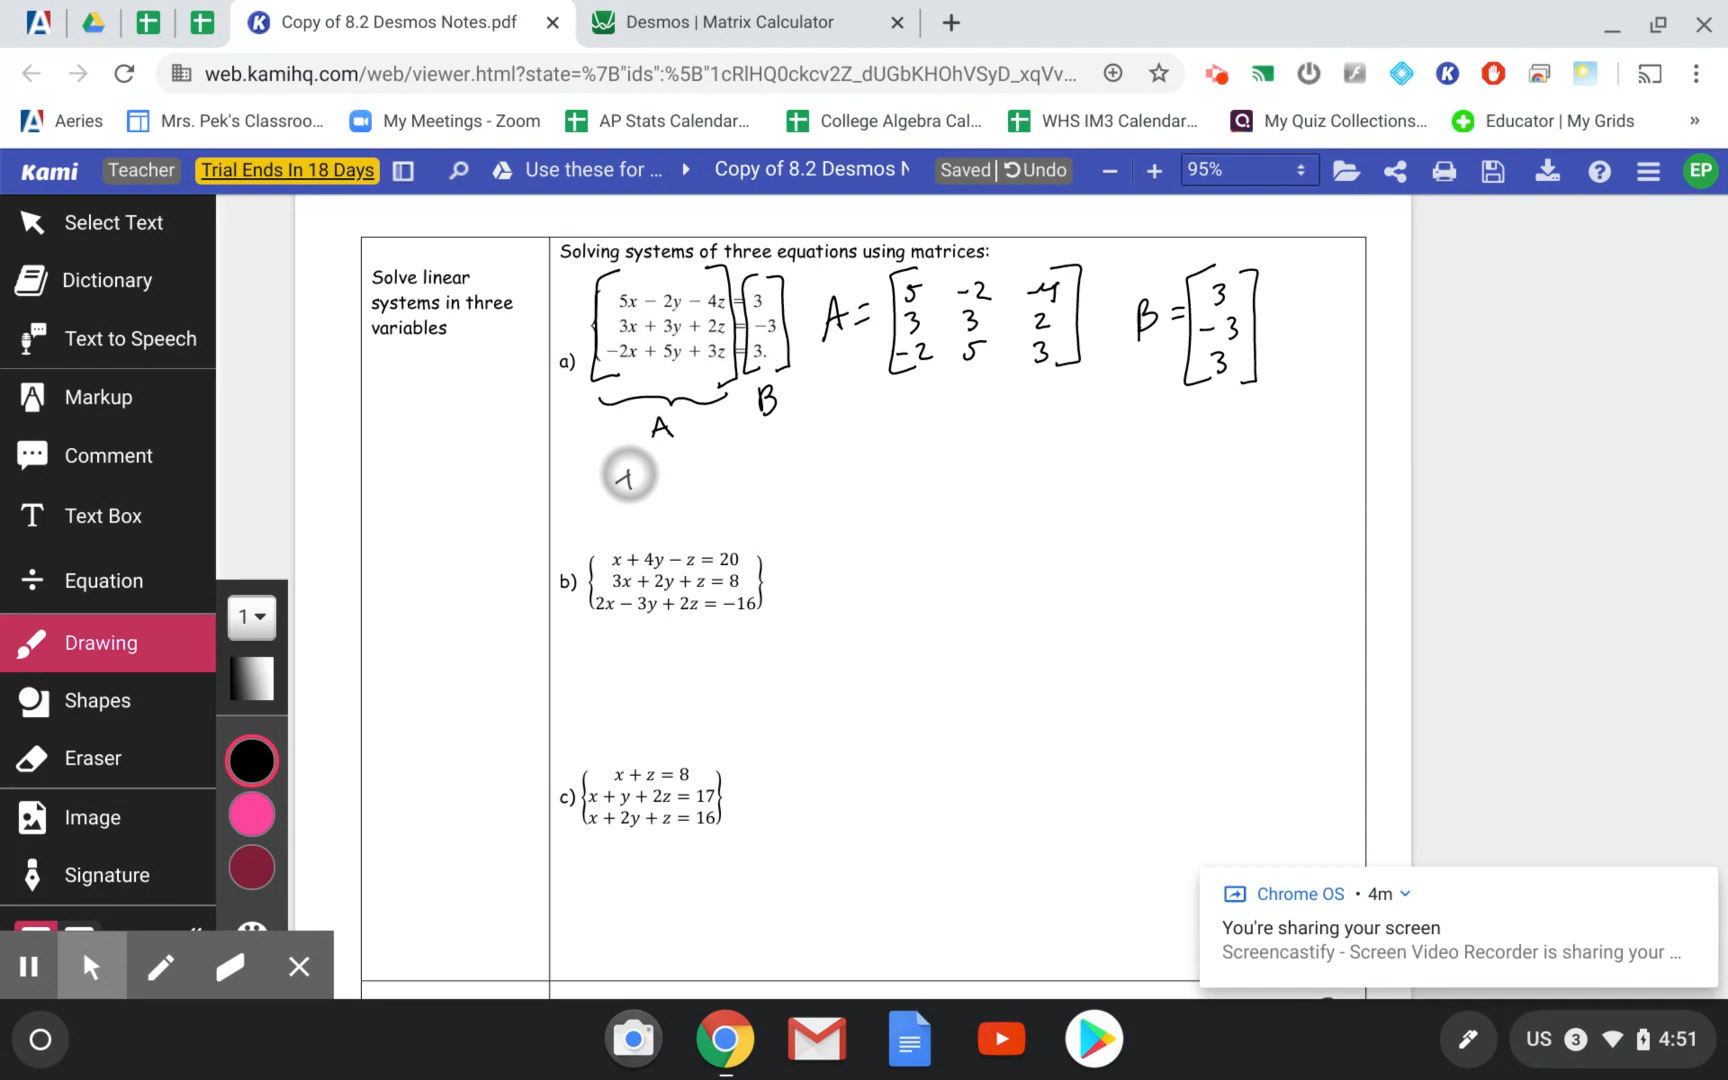 Copy of 8.2 Desmos Notes.pdf
Desmos | Matrix Calculator
web.kamihq.com/web/viewer.html?state=%7B"ids":%5B"1cRlHQ0ckcv2Z_dUGbKHOhVSyD_xqVv...
Aeries
Mrs. Pek's Classroo...
My Meetings - Zoom
AP Stats Calendar...
College Algebra Cal...
WHS IM3 Calendar...
My Quiz Collections...
Educator | My Grids
»
Kami
Teacher
Trial Ends In 18 Days
Use these for ...
Copy of 8.2 Desmos N
Saved | Undo
95%
EP
Select Text
Dictionary
Text to Speech
Markup
Comment
Text Box
Equation
Drawing
Shapes
Eraser
Image
Signature
1
Solve linear
systems in three
variables
Solving systems of three equations using matrices:
a)
5x − 2y − 4z = 3
3x + 3y + 2z = −3
−2x + 5y + 3z = 3.
A
B
A = [5 -2 -4
3 3 2
-2 5 3]
B = [3
-3
3]
b)
x + 4y − z = 20
3x + 2y + z = 8
2x − 3y + 2z = −16
c)
x + z = 8
x + y + 2z = 17
x + 2y + z = 16
Chrome OS • 4m
You're sharing your screen
Screencastify - Screen Video Recorder is sharing your ...
US
3
4:51